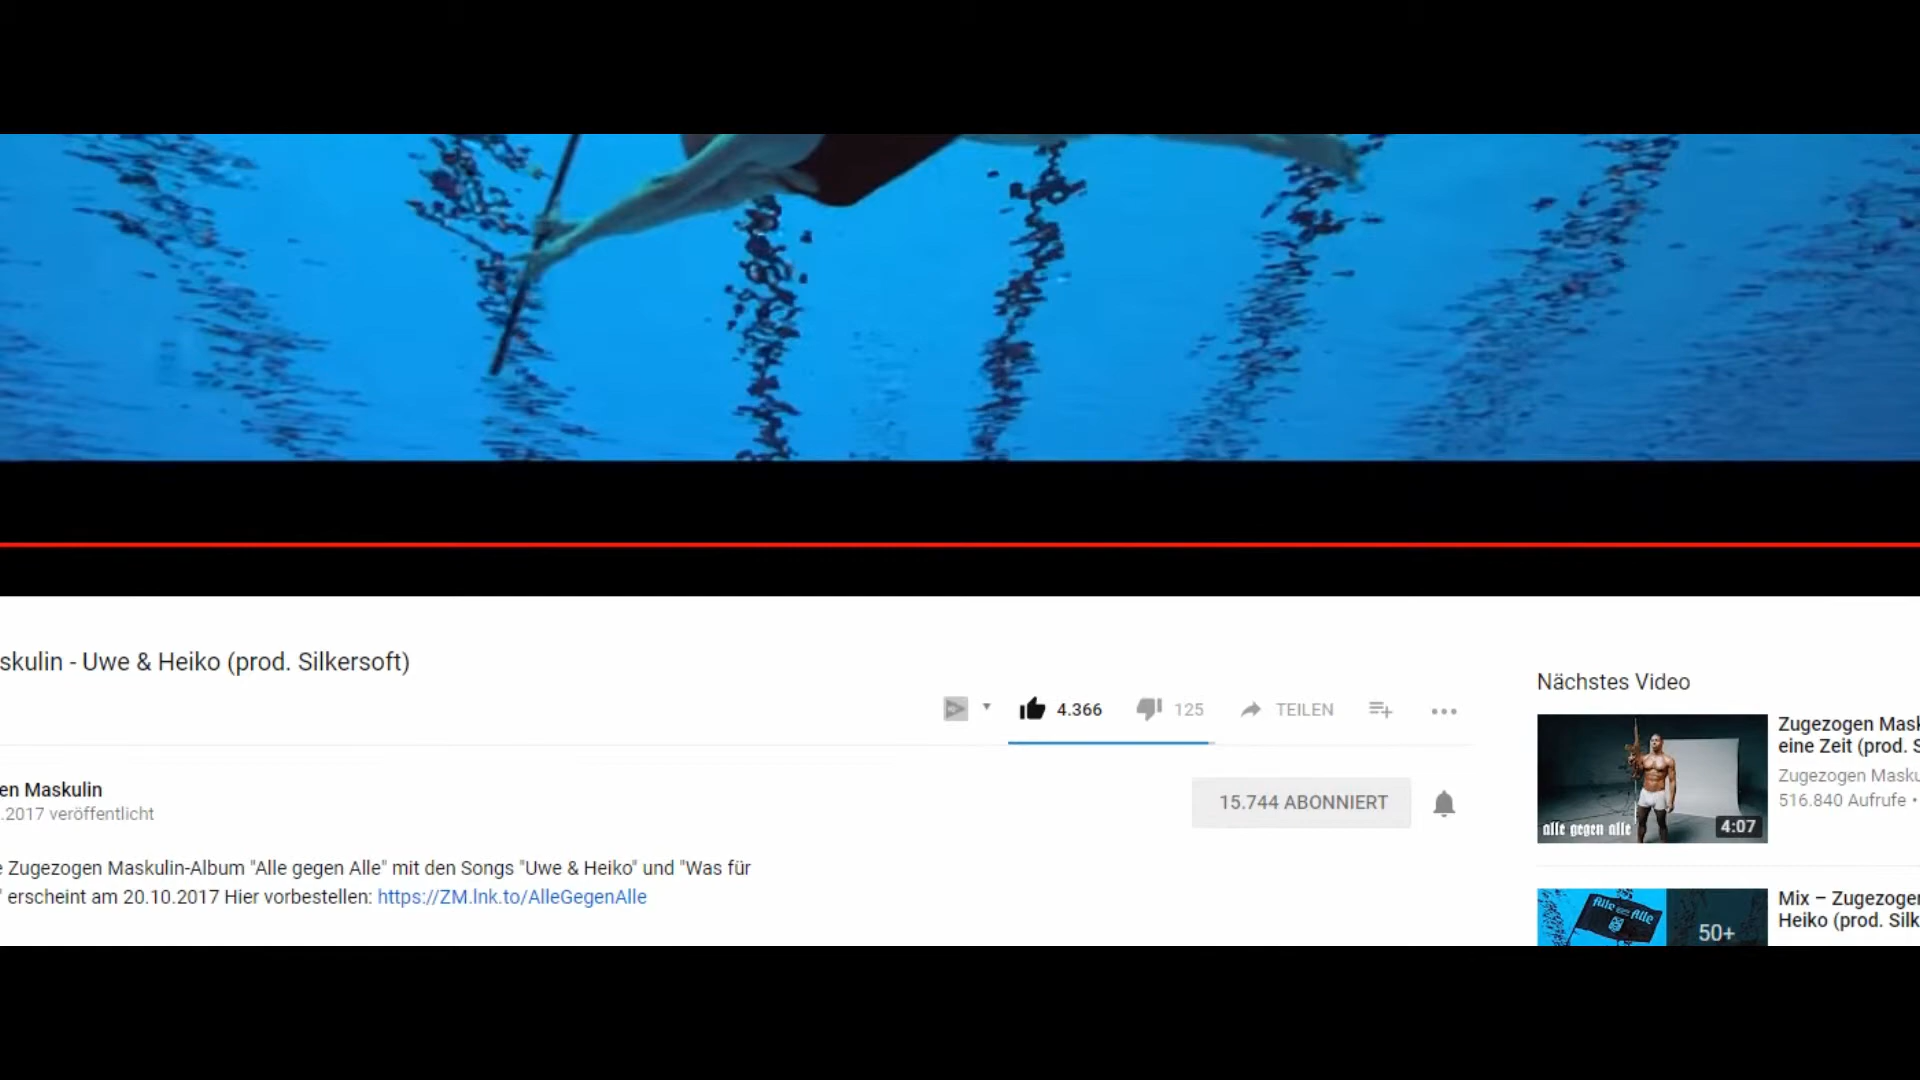 skulin - Uwe & Heiko (prod. Silkersoft)
4.366 125 TEILEN
en Maskulin
.2017 veröffentlicht
15.744 ABONNIERT
e Zugezogen Maskulin-Album "Alle gegen Alle" mit den Songs "Uwe & Heiko" und "Was für
" erscheint am 20.10.2017 Hier vorbestellen: https://ZM.lnk.to/AlleGegenAlle
Nächstes Video
alle gegen alle
4:07
Zugezogen Mask
eine Zeit (prod. S
Zugezogen Masku
516.840 Aufrufe •
Alle gegen Alle
50+
Mix – Zugezogen
Heiko (prod. Silk